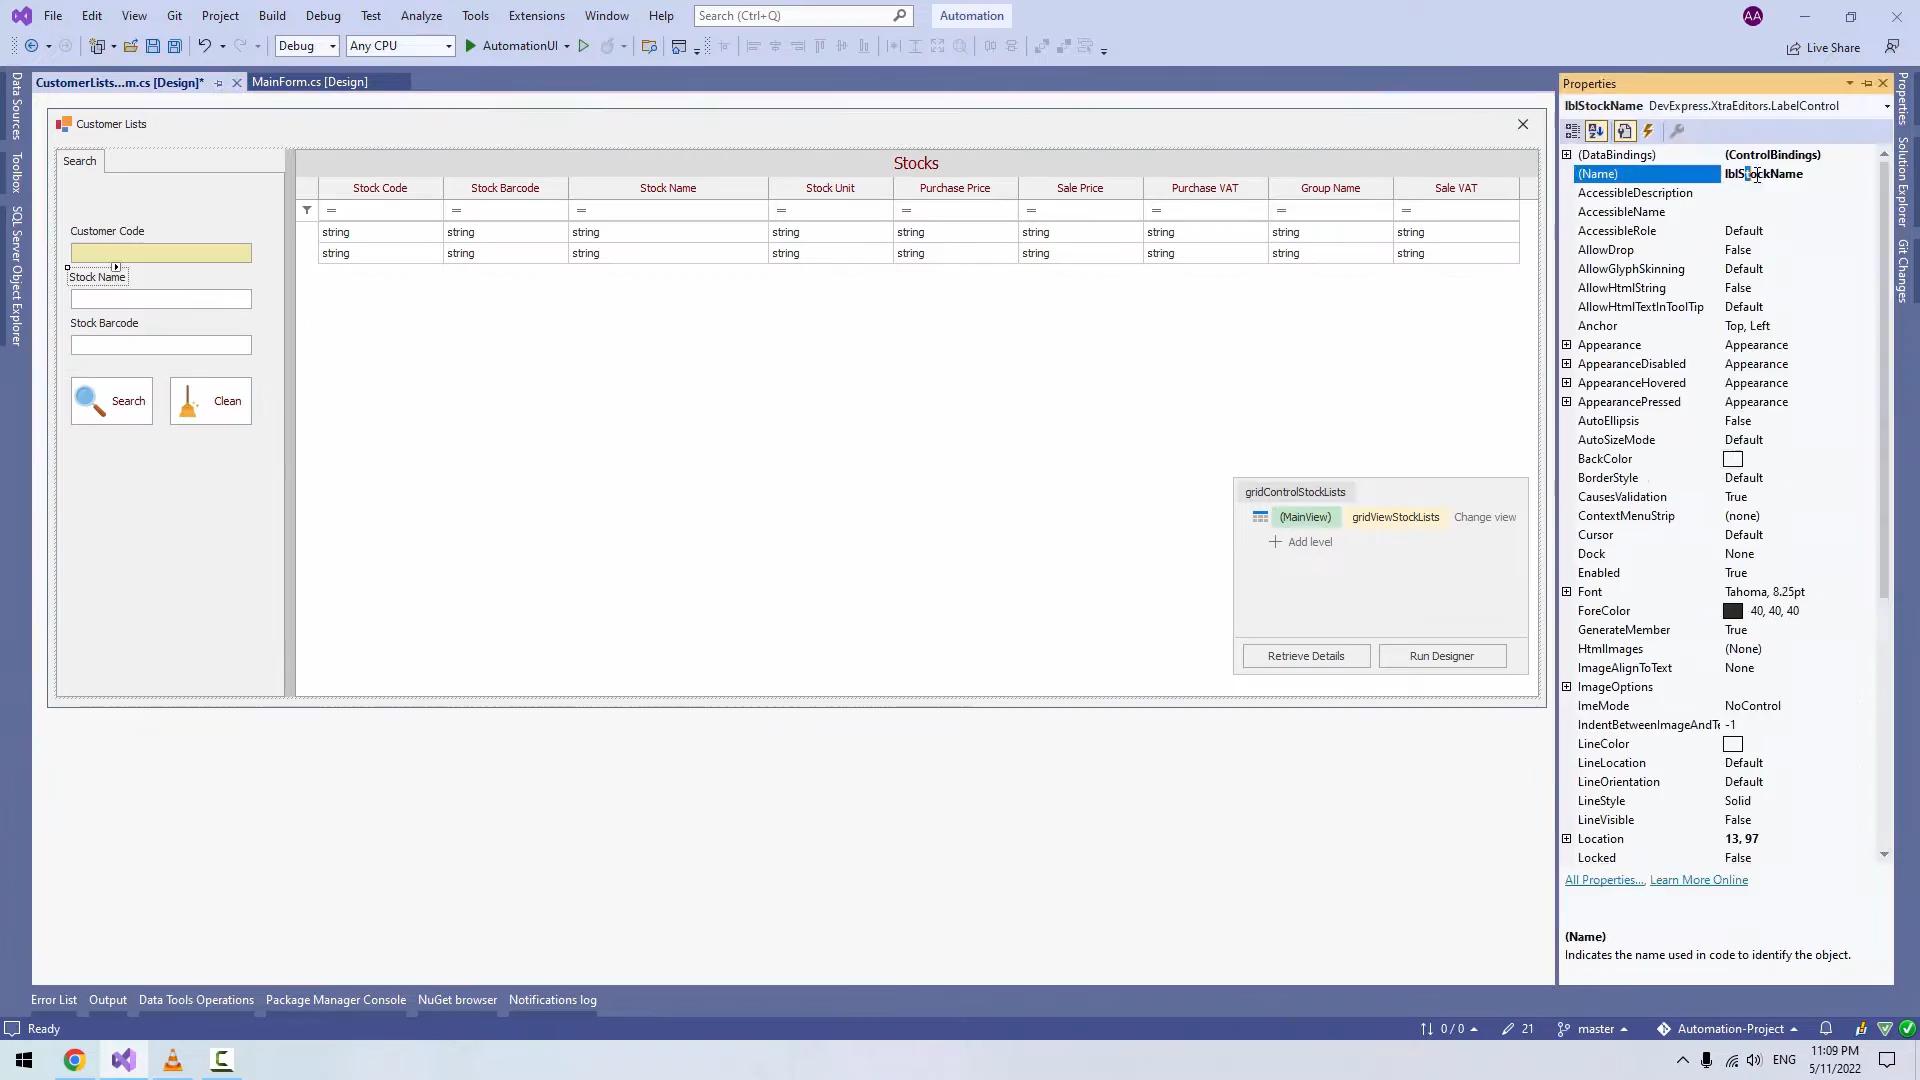 File Edit View Git Project Build Debug Test Analyze Tools Extensions Window Help Search (Ctrl+Q) Automation AA
Debug Any CPU AutomationUI Live Share
CustomerLists...m.cs [Design]* MainForm.cs [Design]
Data Sources
Toolbox
SQL Server Object Explorer
Customer Lists
Search
Customer Code
Stock Name
Stock Barcode
Search Clean
Stocks
Stock Code Stock Barcode Stock Name Stock Unit Purchase Price Sale Price Purchase VAT Group Name Sale VAT
= = = = = = = = =
string string string string string string string string string
string string string string string string string string string
gridControlStockLists
(MainView) gridViewStockLists Change view
Add level
Retrieve Details Run Designer
Properties
lblStockName DevExpress.XtraEditors.LabelControl
(DataBindings) (ControlBindings)
(Name) lblStockName
AccessibleDescription
AccessibleName
AccessibleRole Default
AllowDrop False
AllowGlyphSkinning Default
AllowHtmlString False
AllowHtmlTextInToolTip Default
Anchor Top, Left
Appearance Appearance
AppearanceDisabled Appearance
AppearanceHovered Appearance
AppearancePressed Appearance
AutoEllipsis False
AutoSizeMode Default
BackColor
BorderStyle Default
CausesValidation True
ContextMenuStrip (none)
Cursor Default
Dock None
Enabled True
Font Tahoma, 8.25pt
ForeColor 40, 40, 40
GenerateMember True
HtmlImages (None)
ImageAlignToText None
ImageOptions
ImeMode NoControl
IndentBetweenImageAndTe -1
LineColor
LineLocation Default
LineOrientation Default
LineStyle Solid
LineVisible False
Location 13, 97
Locked False
All Properties..., Learn More Online
(Name)
Indicates the name used in code to identify the object.
Properties
Solution Explorer
Git Changes
Error List Output Data Tools Operations Package Manager Console NuGet browser Notifications log
Ready 0 / 0 21 master Automation-Project
ENG 11:09 PM
5/11/2022